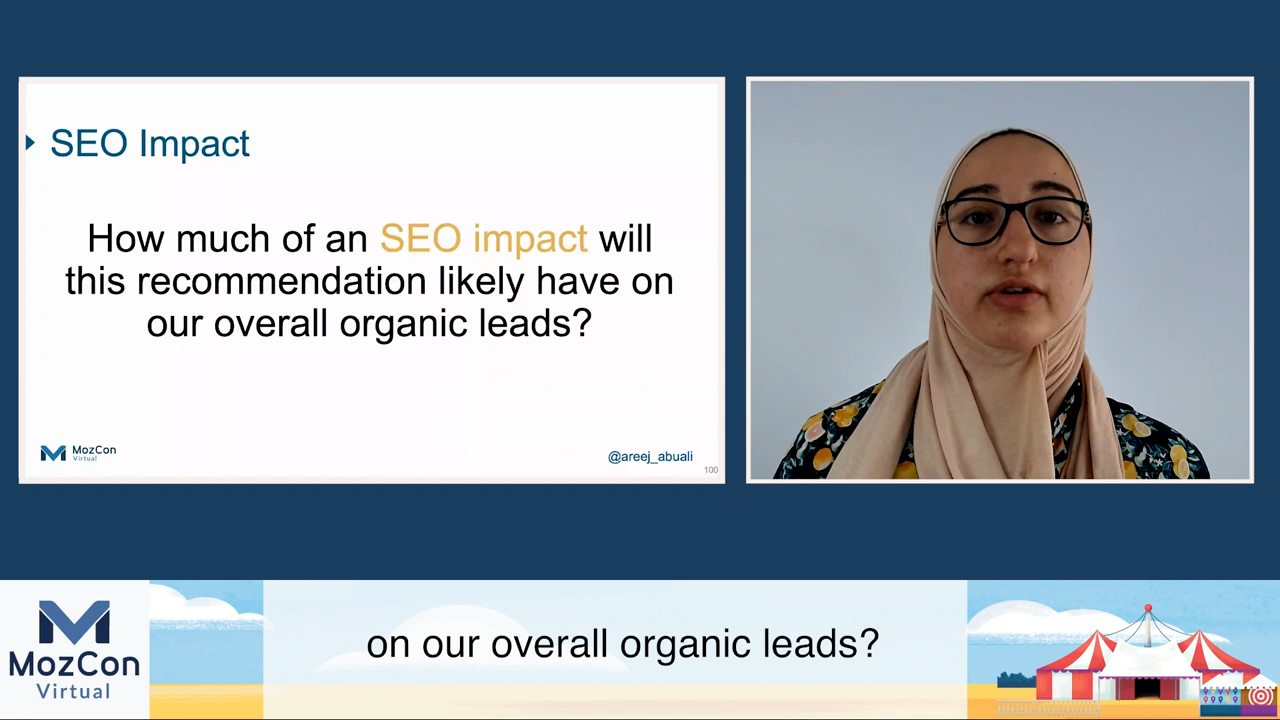 SEO Impact
How much of an SEO impact will
this recommendation likely have on
our overall organic leads?
MozCon
Virtual
@areej_abuali
100
MozCon
Virtual
on our overall organic leads?